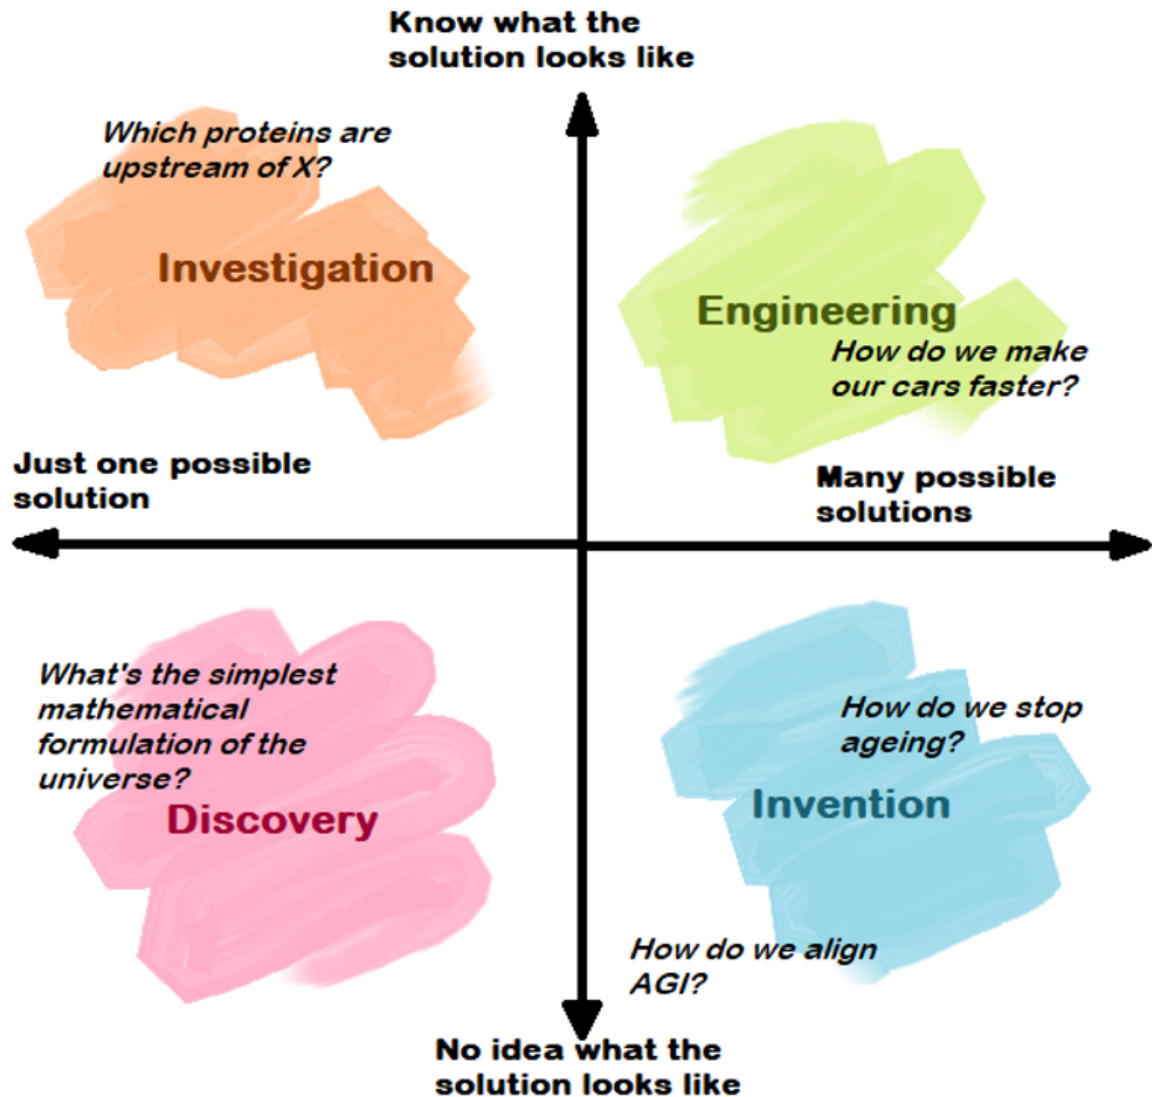 Know what the
solution looks like
Which proteins are
upstream of X?
Investigation
Engineering
How do we make
our cars faster?
Just one possible
solution
Many possible
solutions
What's the simplest
mathematical
formulation of the
universe?
Discovery
How do we stop
ageing?
Invention
How do we align
AGI?
No idea what the
solution looks like